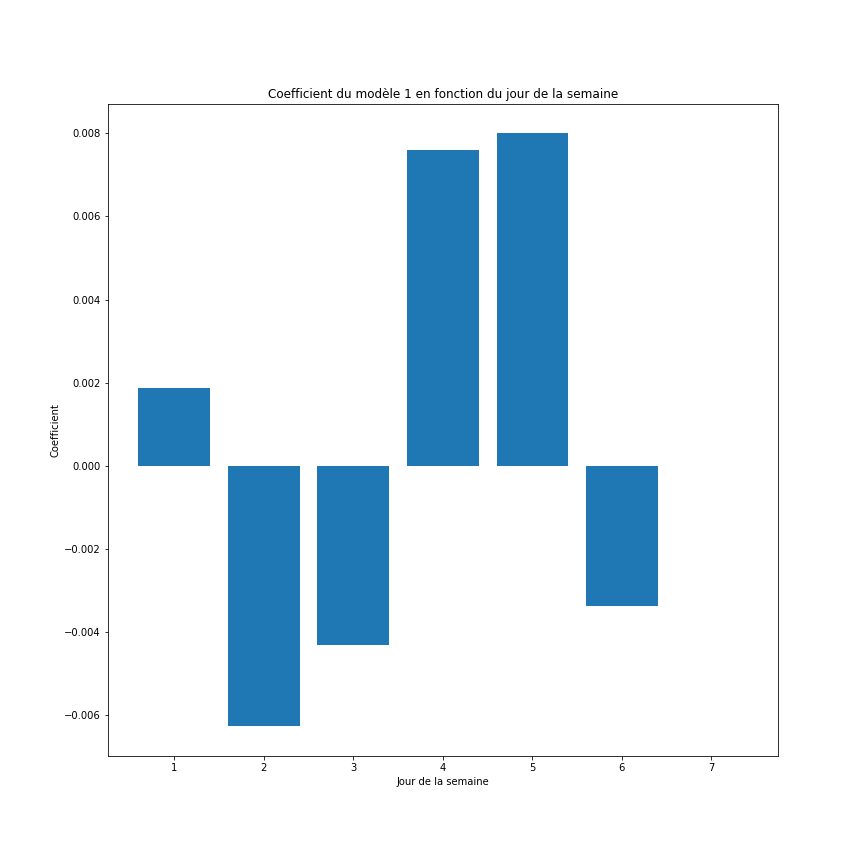 Coefficient du modèle 1 en fonction du jour de la semaine
0.008
0.006
0.004
0.002
0.000
−0.002
−0.004
−0.006
Coefficient
1 2 3 4 5 6 7
Jour de la semaine